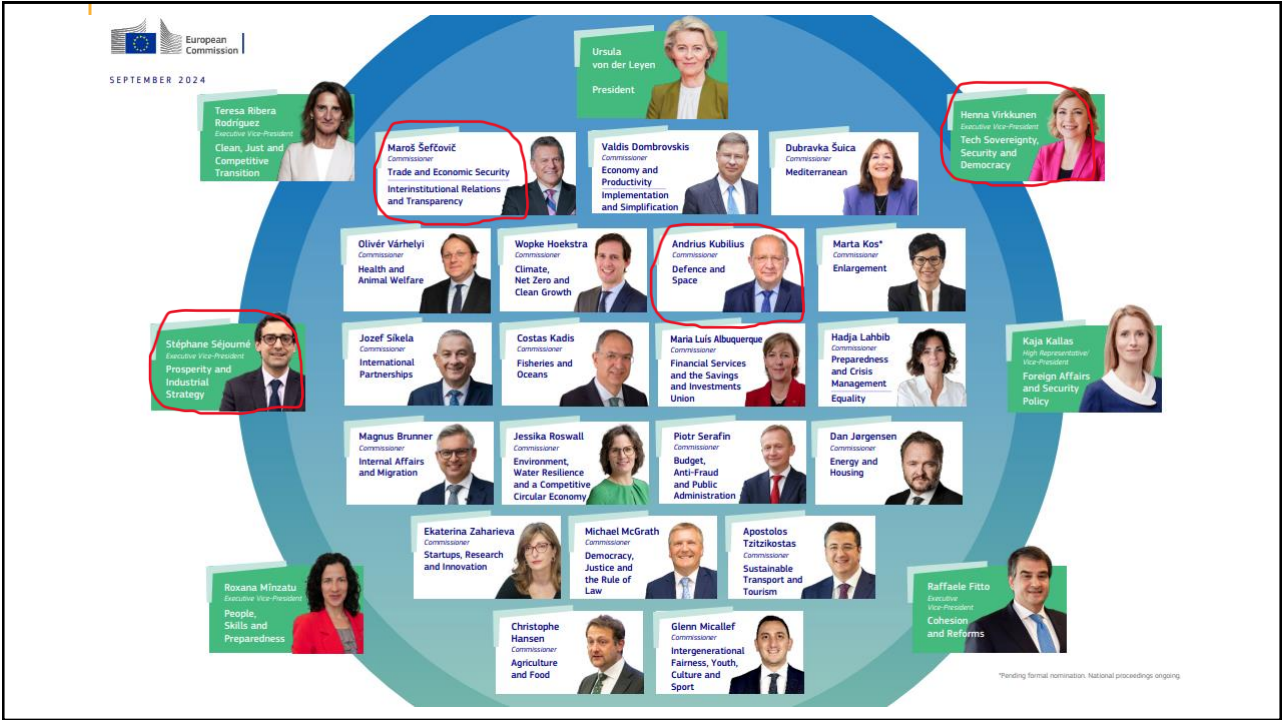 European
Commission
SEPTEMBER 2024
Ursula
von der Leyen
President
Teresa Ribera
Rodríguez
Executive Vice-President
Clean, Just and
Competitive
Transition
Henna Virkkunen
Executive Vice-President
Tech Sovereignty,
Security and
Democracy
Maroš Šefčovič
Commissioner
Trade and Economic Security
Interinstitutional Relations
and Transparency
Valdis Dombrovskis
Commissioner
Economy and
Productivity
Implementation
and Simplification
Dubravka Šuica
Commissioner
Mediterranean
Olivér Várhelyi
Commissioner
Health and
Animal Welfare
Wopke Hoekstra
Commissioner
Climate,
Net Zero and
Clean Growth
Andrius Kubilius
Commissioner
Defence and
Space
Marta Kos*
Commissioner
Enlargement
Stéphane Séjourné
Executive Vice-President
Prosperity and
Industrial
Strategy
Jozef Síkela
Commissioner
International
Partnerships
Costas Kadis
Commissioner
Fisheries and
Oceans
Maria Luís Albuquerque
Commissioner
Financial Services
and the Savings
and Investments
Union
Hadja Lahbib
Commissioner
Preparedness
and Crisis
Management
Equality
Kaja Kallas
High Representative/
Vice-President
Foreign Affairs
and Security
Policy
Magnus Brunner
Commissioner
Internal Affairs
and Migration
Jessika Roswall
Commissioner
Environment,
Water Resilience
and a Competitive
Circular Economy
Piotr Serafin
Commissioner
Budget,
Anti-Fraud
and Public
Administration
Dan Jørgensen
Commissioner
Energy and
Housing
Ekaterina Zaharieva
Commissioner
Startups, Research
and Innovation
Michael McGrath
Commissioner
Democracy,
Justice and
the Rule of
Law
Apostolos
Tzitzikostas
Commissioner
Sustainable
Transport and
Tourism
Roxana Mînzatu
Executive Vice-President
People,
Skills and
Preparedness
Raffaele Fitto
Executive
Vice-President
Cohesion
and Reforms
Christophe
Hansen
Commissioner
Agriculture
and Food
Glenn Micallef
Commissioner
Intergenerational
Fairness, Youth,
Culture and
Sport
*Pending formal nomination. National proceedings ongoing.